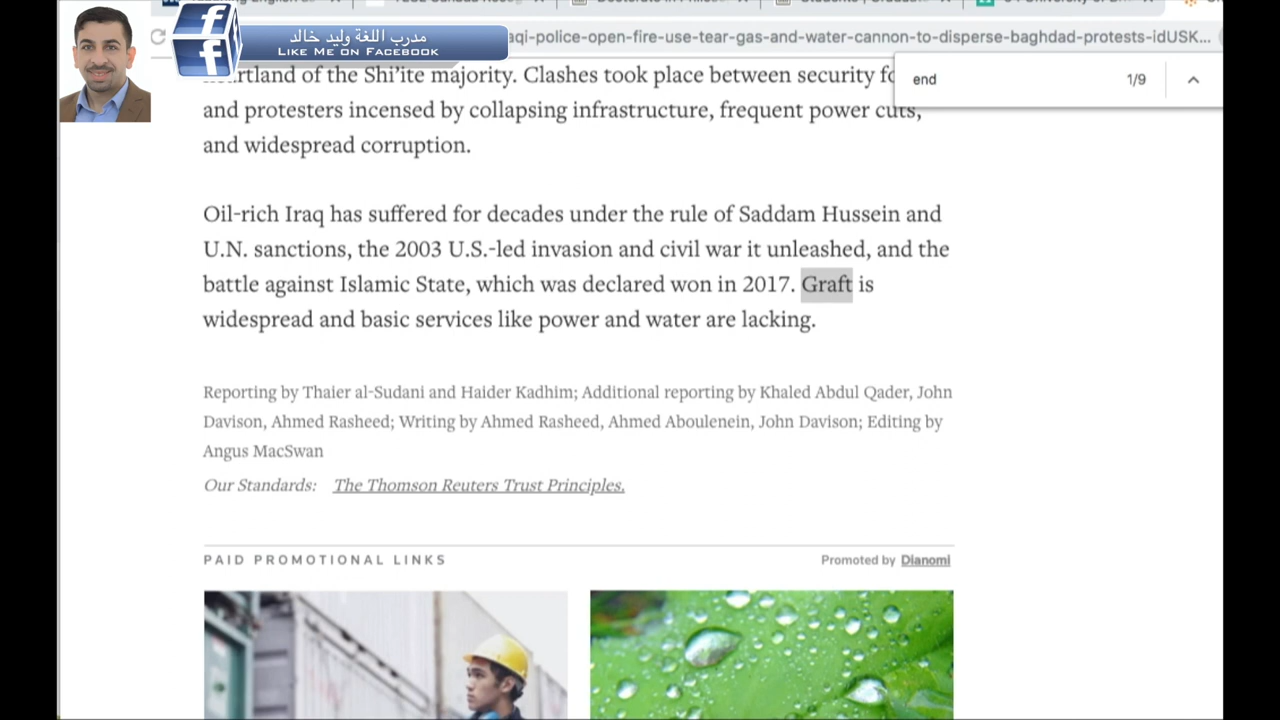 مدرب اللغة وليد خالد
LIKE ME ON FACEBOOK
aqi-police-open-fire-use-tear-gas-and-water-cannon-to-disperse-baghdad-protests-idUSK...
end 1/9
of the Shi'ite majority. Clashes took place between security
and protesters incensed by collapsing infrastructure, frequent power cuts,
and widespread corruption.
Oil-rich Iraq has suffered for decades under the rule of Saddam Hussein and
U.N. sanctions, the 2003 U.S.-led invasion and civil war it unleashed, and the
battle against Islamic State, which was declared won in 2017. Graft is
widespread and basic services like power and water are lacking.
Reporting by Thaier al-Sudani and Haider Kadhim; Additional reporting by Khaled Abdul Qader, John
Davison, Ahmed Rasheed; Writing by Ahmed Rasheed, Ahmed Aboulenein, John Davison; Editing by
Angus MacSwan
Our Standards: The Thomson Reuters Trust Principles.
PAID PROMOTIONAL LINKS Promoted by Dianomi